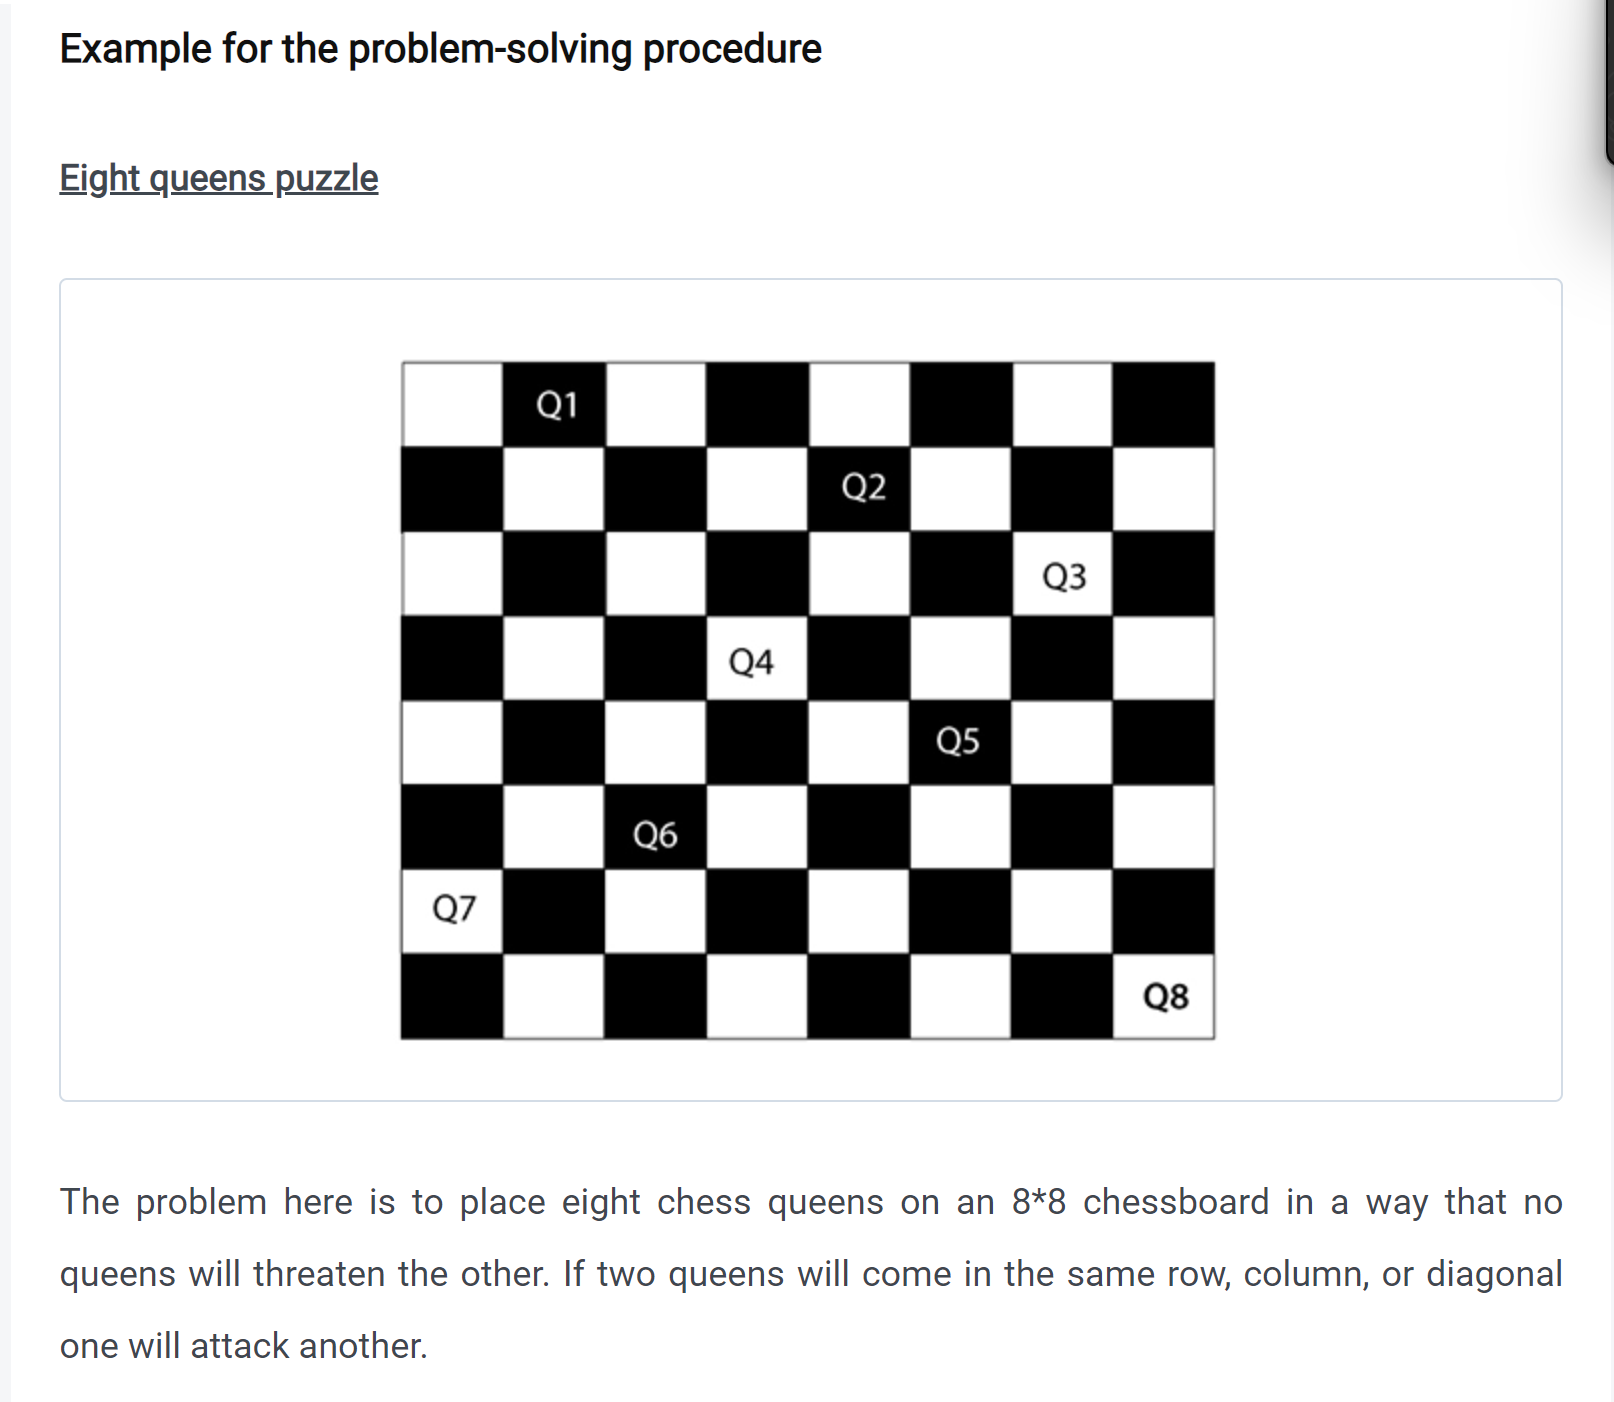 Example for the problem-solving procedure
Eight queens puzzle
Q1
Q2
Q3
Q4
Q5
Q6
Q7
Q8
The problem here is to place eight chess queens on an 8*8 chessboard in a way that no
queens will threaten the other. If two queens will come in the same row, column, or diagonal
one will attack another.